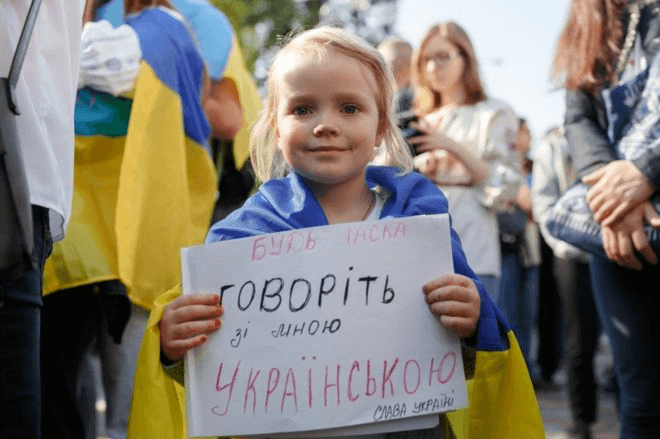 БУДЬ ЛАСКА
ГОВОРІТЬ
зі мною
УКРАЇНСЬКОЮ
СЛАВА УКРАЇНІ